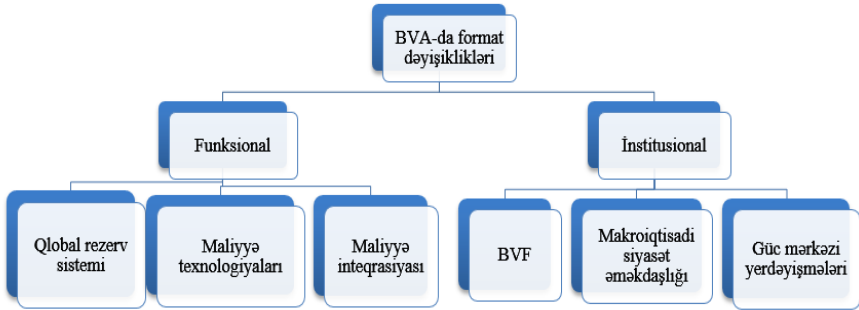 BVA-da format
dəyişiklikləri
Funksional
İnstitusional
Qlobal rezerv
sistemi
Maliyyə
texnologiyaları
Maliyyə
inteqrasiyası
BVF
Makroiqtisadi
siyasət
əməkdaşlığı
Güc mərkəzi
yerdəyişmələri